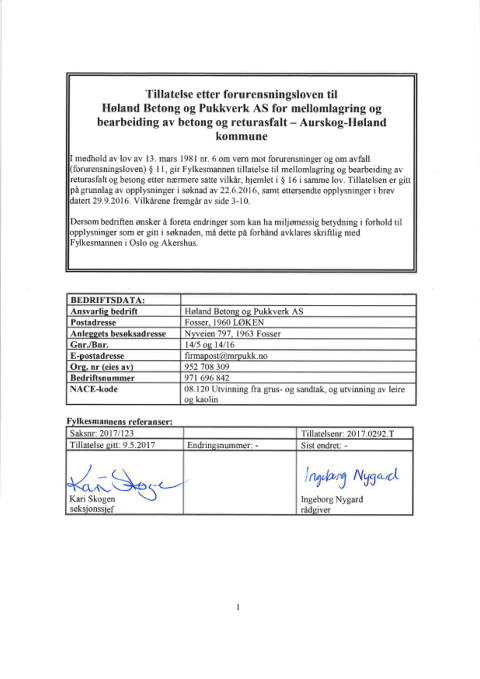 Tillatelse etter forurensningsloven til
Høland Betong og Pukkverk AS for mellomlagring og
bearbeiding av betong og returasfalt – Aurskog-Høland
kommune
I medhold av lov av 13. mars 1981 nr. 6 om vern mot forurensninger og om avfall
(forurensningsloven) § 11, gir Fylkesmannen tillatelse til mellomlagring og bearbeiding av
returasfalt og betong etter nærmere satte vilkår, hjemlet i § 16 i samme lov. Tillatelsen er gitt
på grunnlag av opplysninger i søknad av 22.6.2016, samt ettersendte opplysninger i brev
datert 29.9.2016. Vilkårene fremgår av side 3-10.
Dersom bedriften ønsker å foreta endringer som kan ha miljømessig betydning i forhold til
opplysninger som er gitt i søknaden, må dette på forhånd avklares skriftlig med
Fylkesmannen i Oslo og Akershus.
BEDRIFTSDATA:
Ansvarlig bedrift Høland Betong og Pukkverk AS
Postadresse Fosser, 1960 LØKEN
Anleggets besøksadresse Nyveien 797, 1963 Fosser
Gnr./Bnr. 14/5 og 14/16
E-postadresse firmapost@mrpukk.no
Org. nr (eies av) 952 708 309
Bedriftsnummer 971 696 842
NACE-kode 08.120 Utvinning fra grus- og sandtak, og utvinning av leire
og kaolin
Fylkesmannens referanser:
Saksnr: 2017/123 Tillatelsenr: 2017.0292.T
Tillatelse gitt: 9.5.2017 Endringsnummer: - Sist endret: -
Kari Skogen Ingeborg Nygard
Kari Skogen Ingeborg Nygard
seksjonssjef rådgiver
1